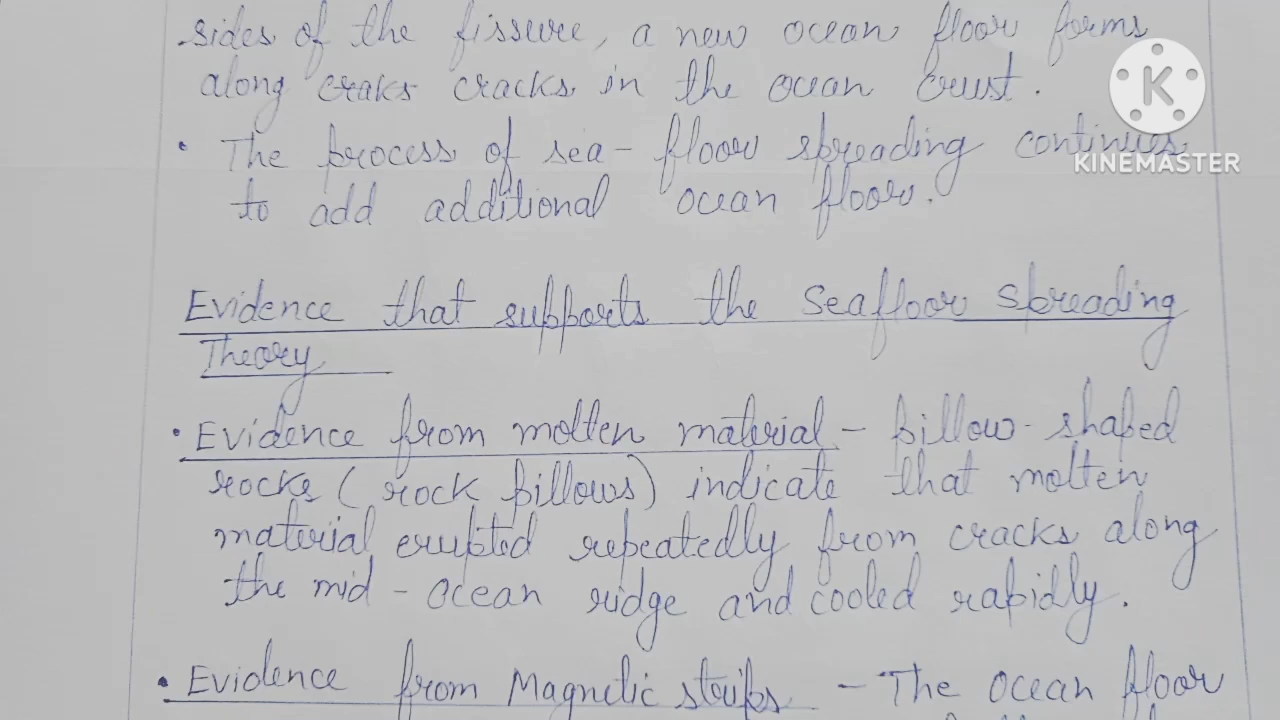 sides of the fissure, a new ocean floor forms
along craks cracks in the ocean crust.
K
KINEMASTER
• The process of sea-floor spreading continues
to add additional ocean floor.
Evidence that supports the Seafloor Spreading
Theory
• Evidence from molten material - pillow-shaped
rocks (rock pillows) indicate that molten
material erupted repeatedly from cracks along
the mid-ocean ridge and cooled rapidly.
• Evidence from Magnetic strips - The ocean floor